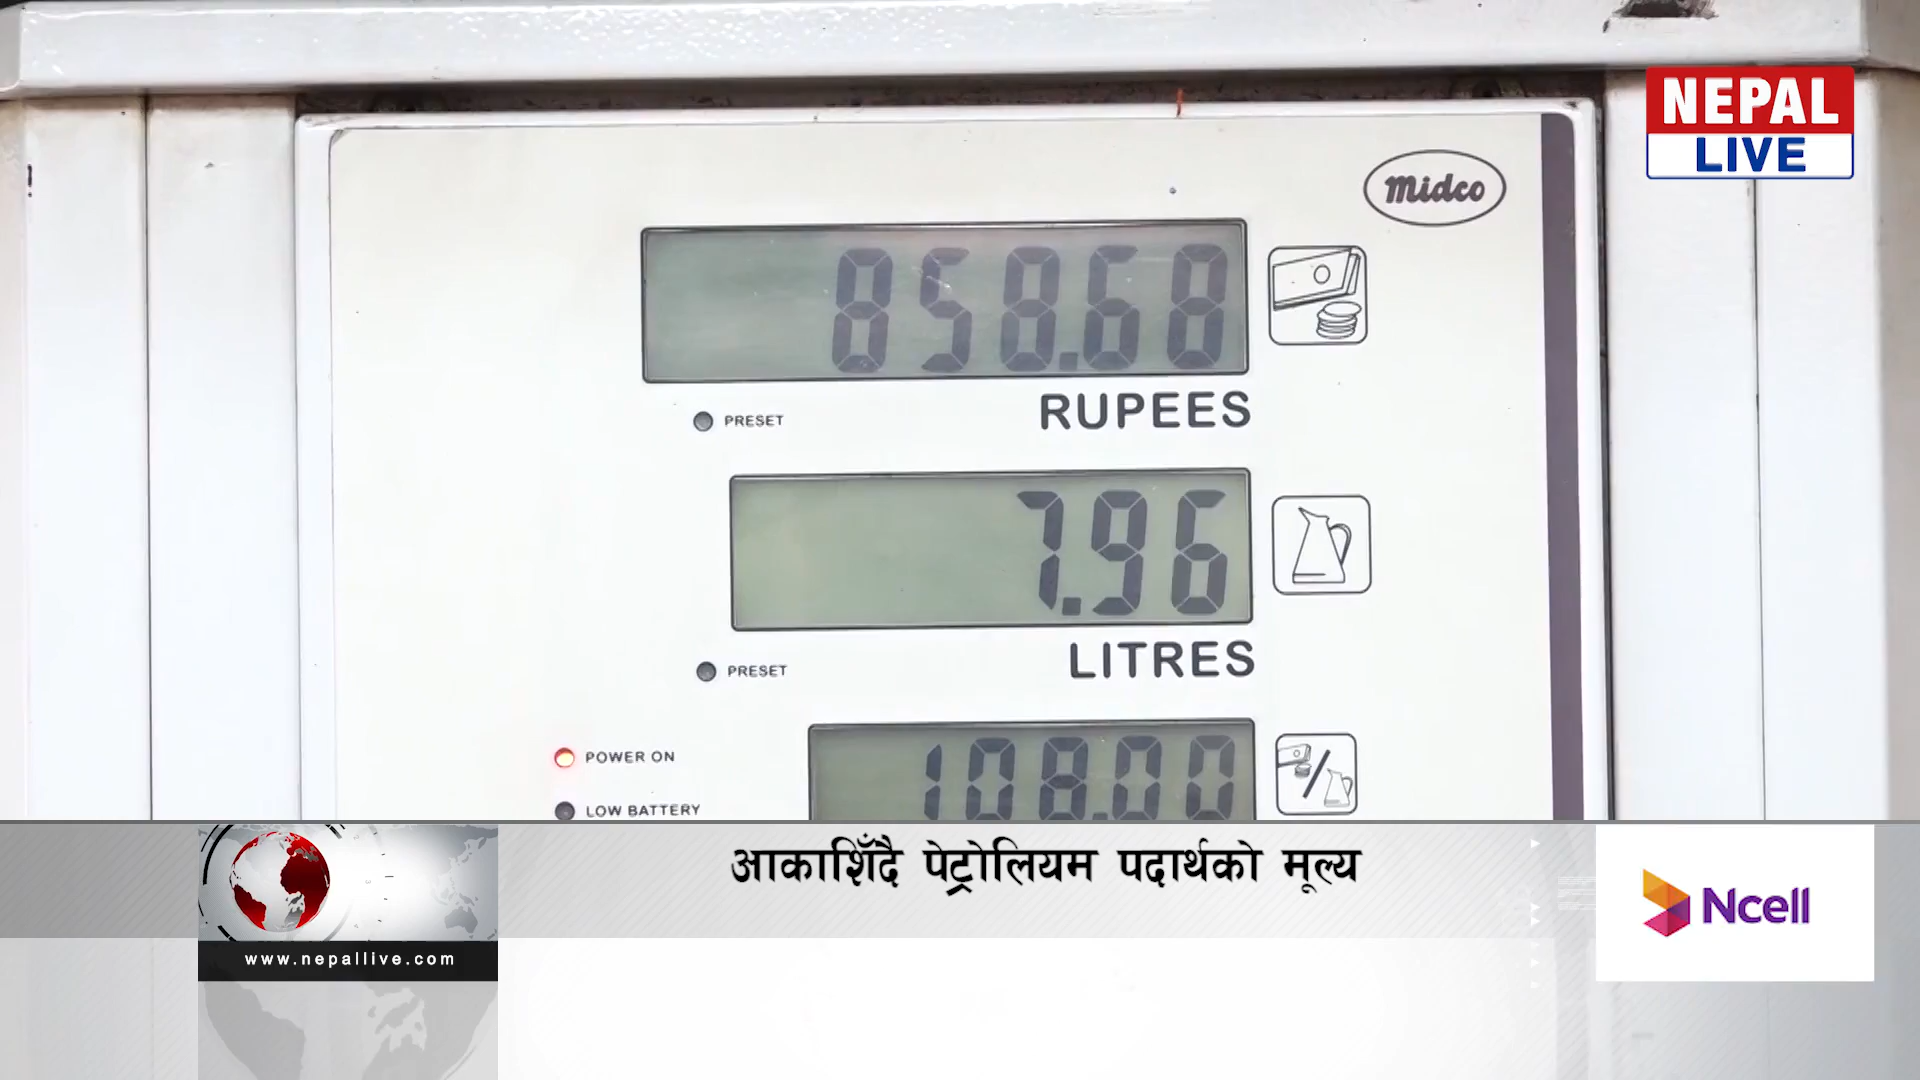 NEPAL
LIVE
Midco
858.68
RUPEES
PRESET
7.96
LITRES
PRESET
POWER ON
108.00
LOW BATTERY
आकाशिँदै पेट्रोलियम पदार्थको मूल्य
Ncell
www.nepallive.com